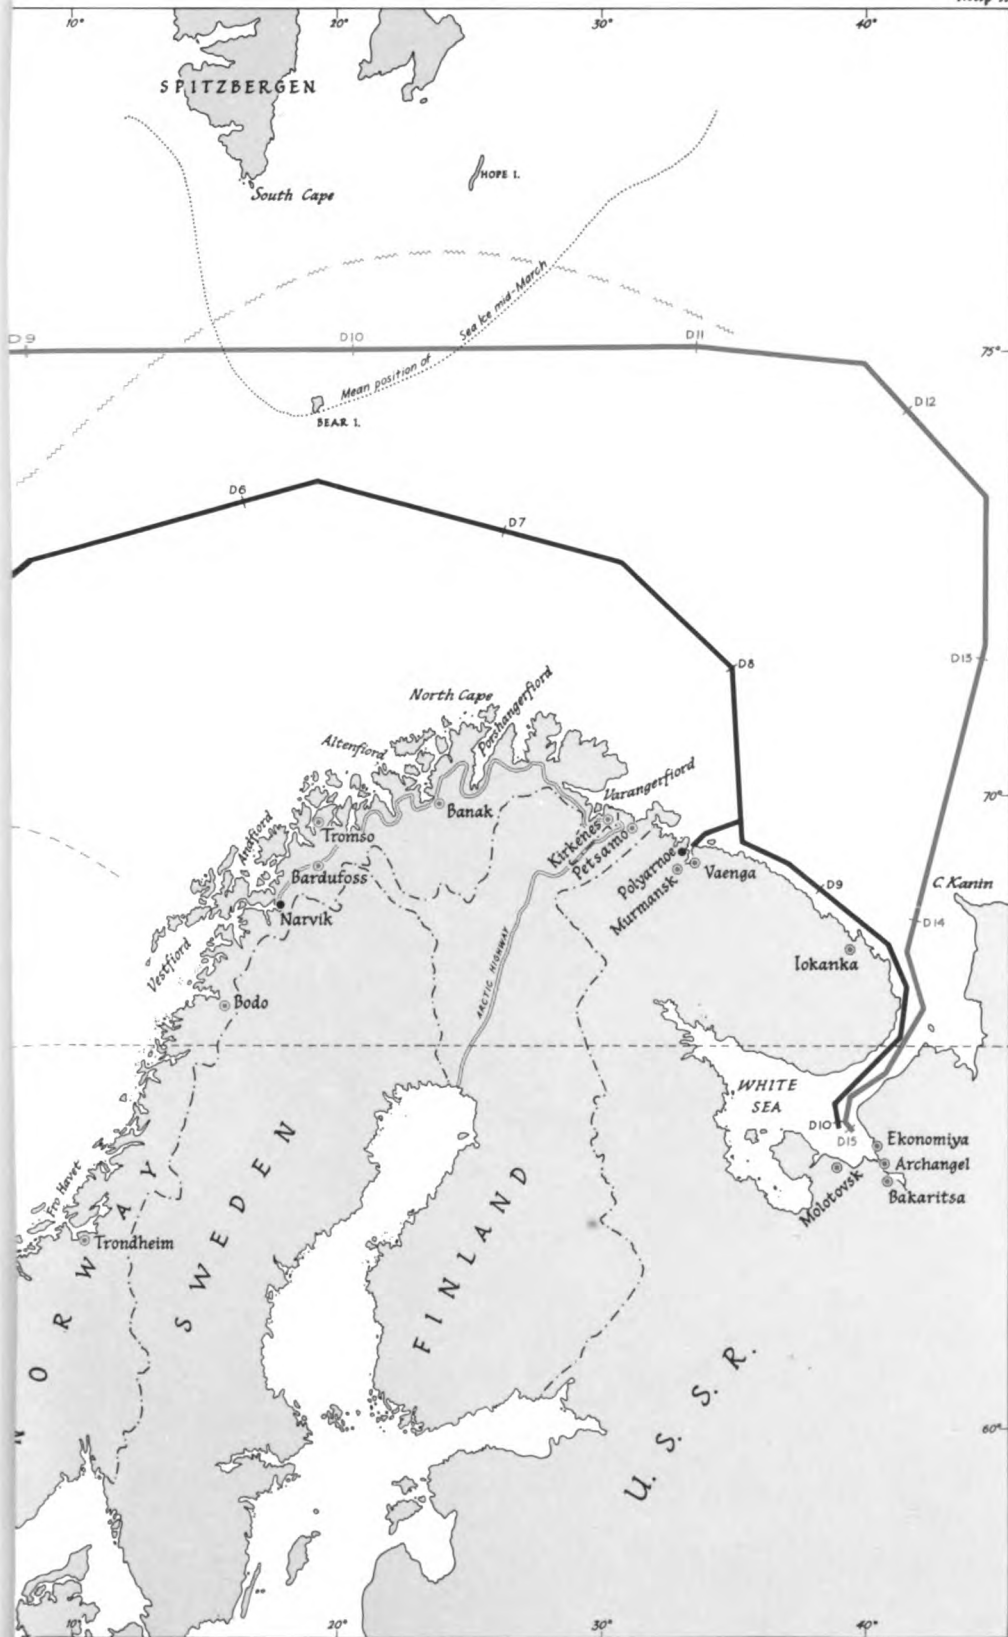 10°
20°
30°
40°
SPITZBERGEN
South Cape
HOPE I.
D9
D10
Mean position of Sea Ice mid-March
D11
75°
BEAR I.
D12
D6
D7
D8
D13
North Cape
Porshangerfiord
Altenfiord
Varangerfiord
70°
Banak
Tromso
Andfiord
Kirkenes
Petsamo
Polyarnoe
Vaenga
Murmansk
Bardufoss
D9
C. Kanin
Narvik
D14
ARCTIC HIGHWAY
Vestfiord
Iokanka
Bodo
WHITE
SEA
D10
D15
Ekonomiya
Archangel
Molotovsk
Bakaritsa
Fro Havet
Trondheim
NORWAY
SWEDEN
FINLAND
U. S. S. R.
60°
10°
20°
30°
40°